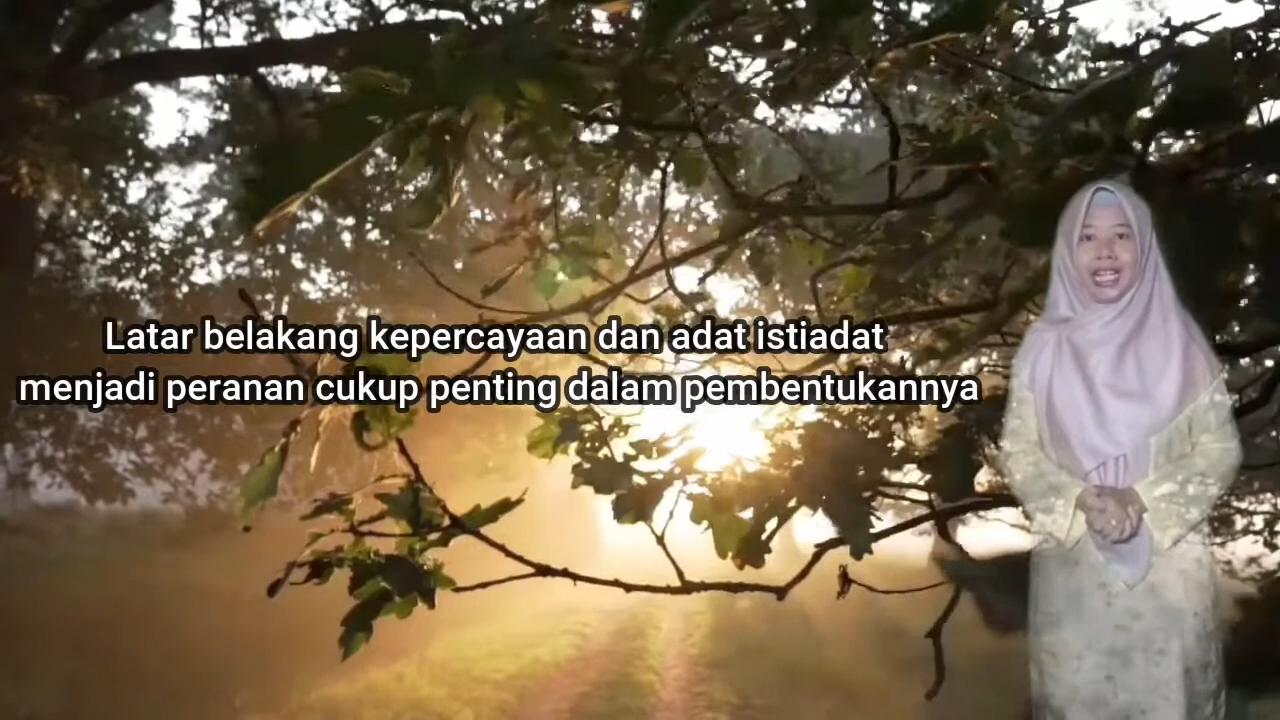 Latar belakang kepercayaan dan adat istiadat
menjadi peranan cukup penting dalam pembentukannya